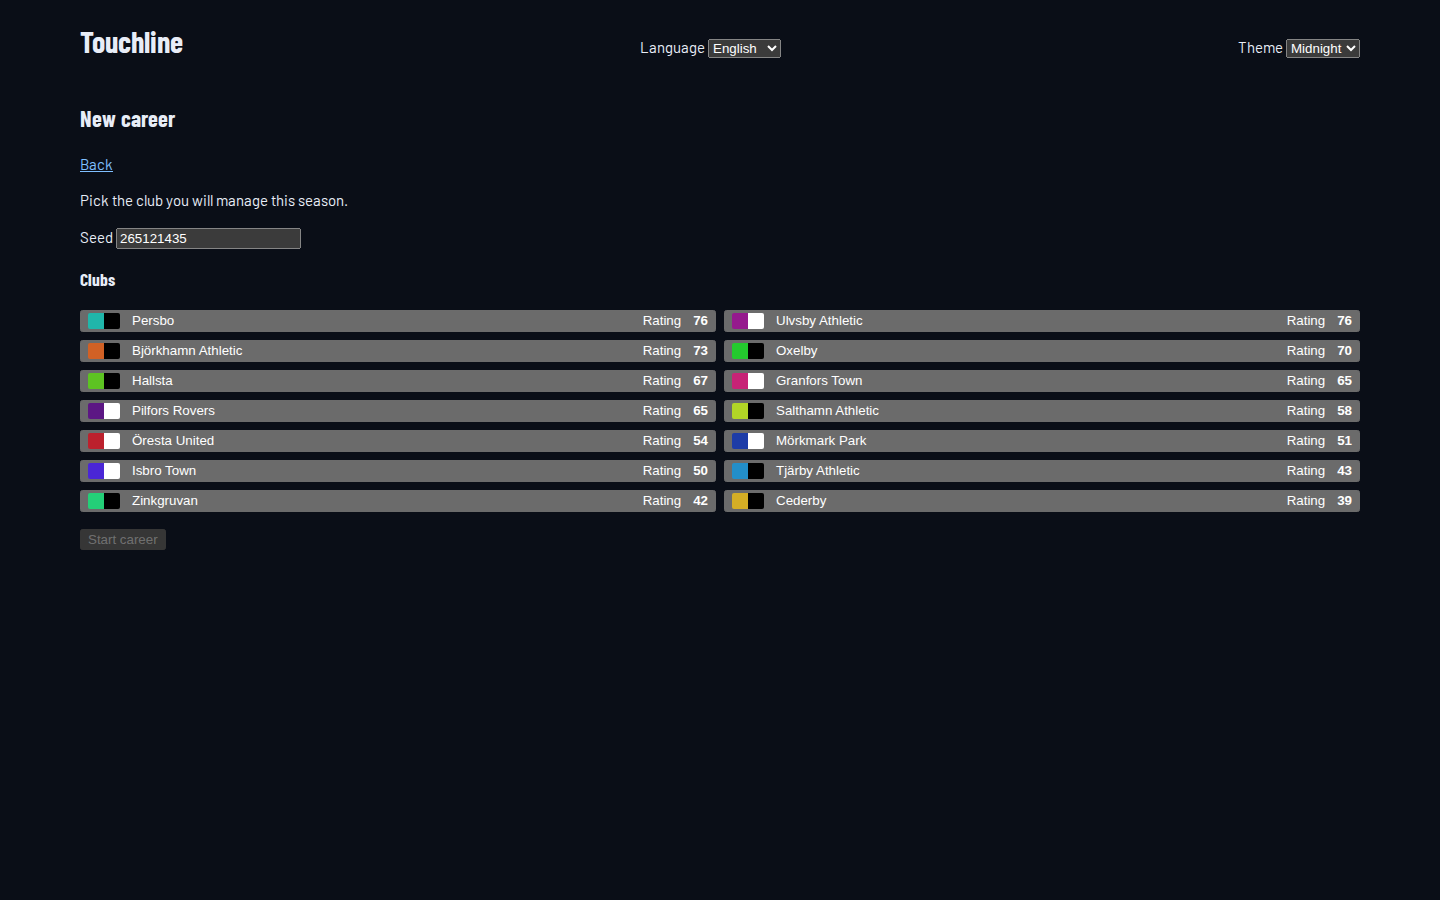 Touchline
Language English
Theme Midnight
New career
Back
Pick the club you will manage this season.
Seed 265121435
Clubs
Persbo Rating 76
Ulvsby Athletic Rating 76
Björkhamn Athletic Rating 73
Oxelby Rating 70
Hallsta Rating 67
Granfors Town Rating 65
Pilfors Rovers Rating 65
Salthamn Athletic Rating 58
Öresta United Rating 54
Mörkmark Park Rating 51
Isbro Town Rating 50
Tjärby Athletic Rating 43
Zinkgruvan Rating 42
Cederby Rating 39
Start career